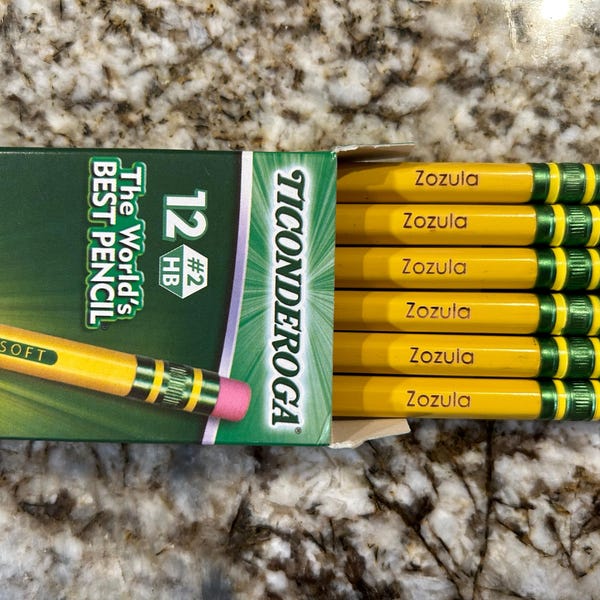 TICONDEROGA®
12
#2
HB
The World's
BEST PENCIL
SOFT
Zozula
Zozula
Zozula
Zozula
Zozula
Zozula